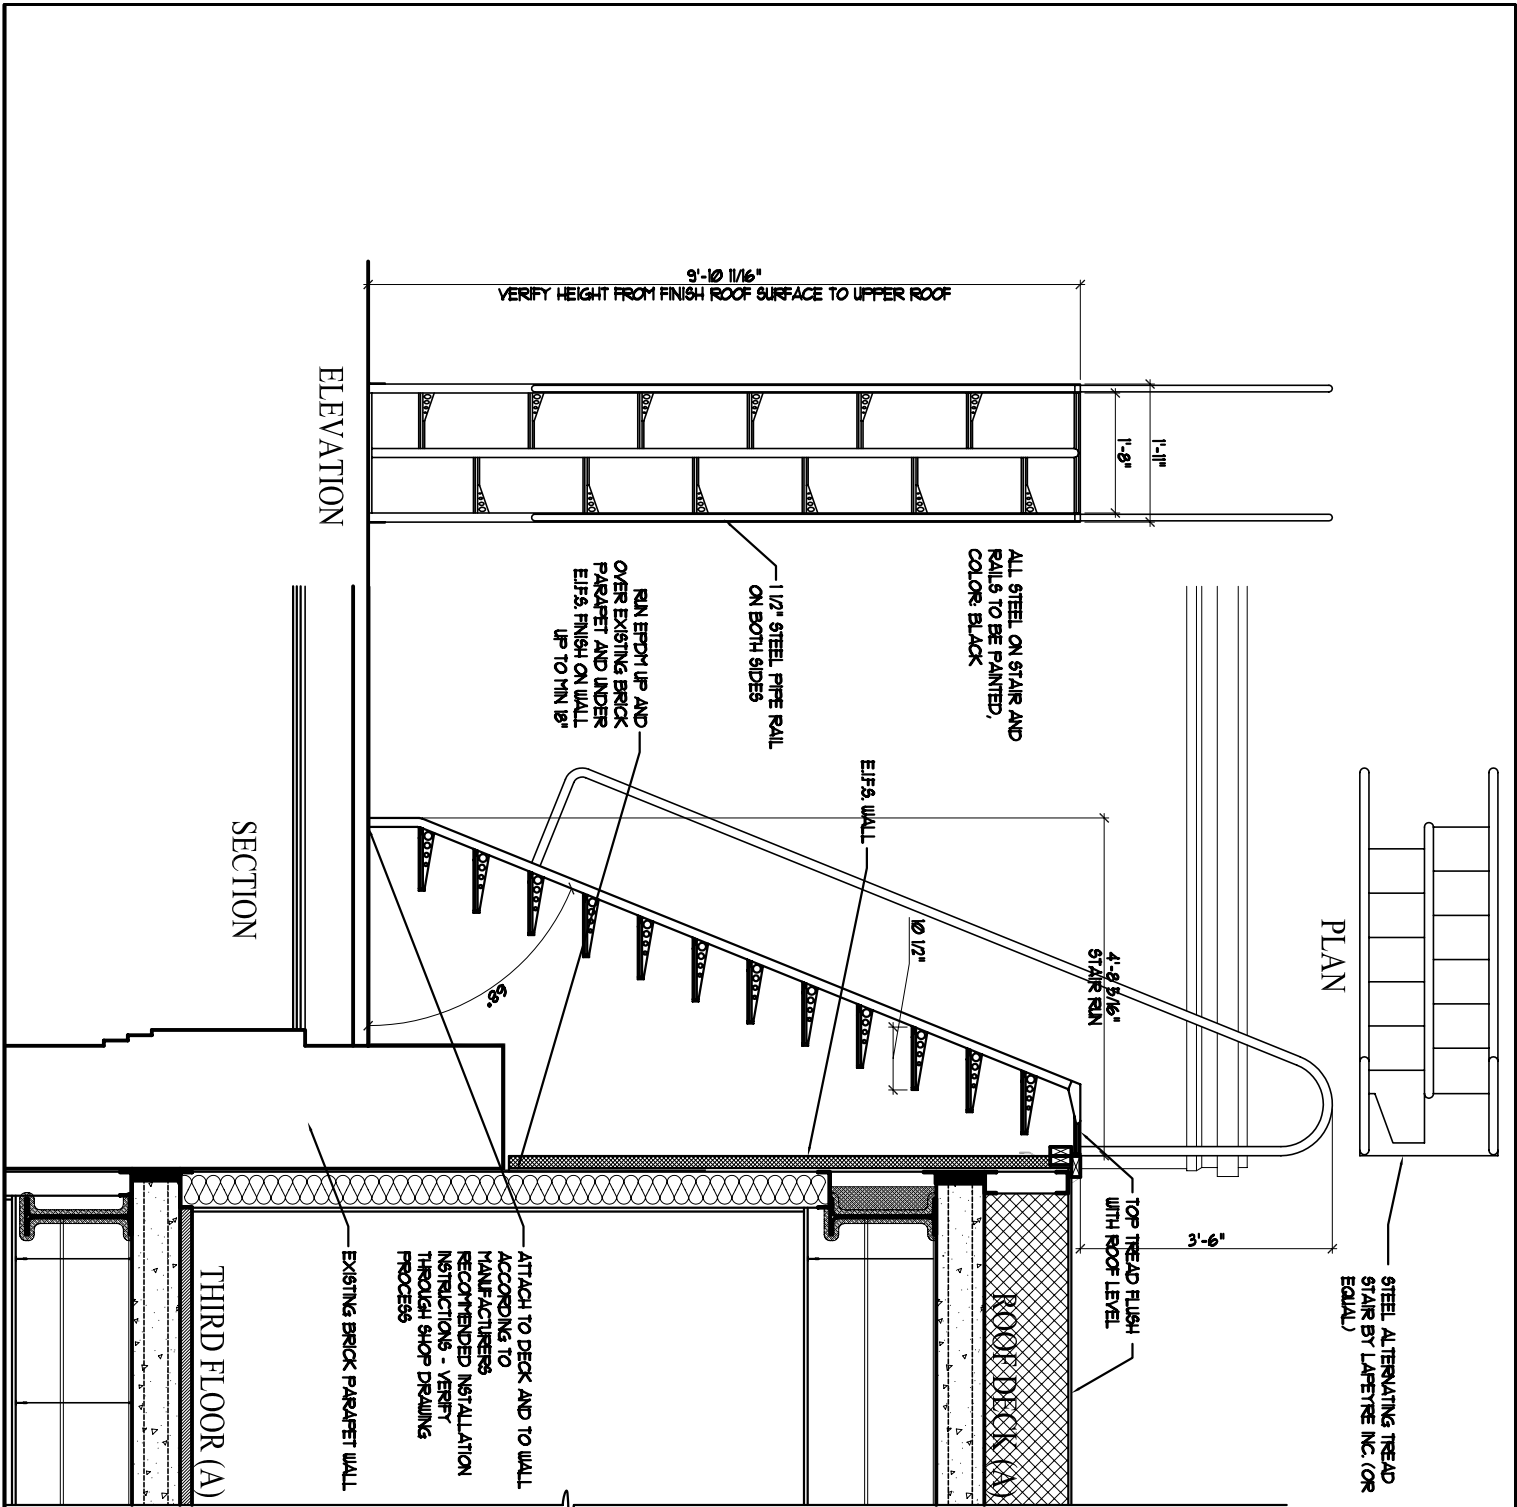 STEEL ALTERNATING TREAD
STAIR BY LAPEYRE INC. (OR
EQUAL)
PLAN
3'-6"
TOP TREAD FLUSH
WITH ROOF LEVEL
ROOF DECK (A)
4'-8 5/16"
STAIR RUN
10 1/2"
E.I.F.S. WALL
1'-11"
1'-8"
ALL STEEL ON STAIR AND
RAILS TO BE PAINTED,
COLOR: BLACK
1 1/2" STEEL PIPE RAIL
ON BOTH SIDES
RUN EPDM UP AND
OVER EXISTING BRICK
PARAPET AND UNDER
E.I.F.S. FINISH ON WALL
UP TO MIN 18"
9'-10 11/16"
VERIFY HEIGHT FROM FINISH ROOF SURFACE TO UPPER ROOF
68°
ATTACH TO DECK AND TO WALL
ACCORDING TO
MANUFACTURERS
RECOMMENDED INSTALLATION
INSTRUCTIONS - VERIFY
THROUGH SHOP DRAWING
PROCESS
EXISTING BRICK PARAPET WALL
ELEVATION
SECTION
THIRD FLOOR (A)